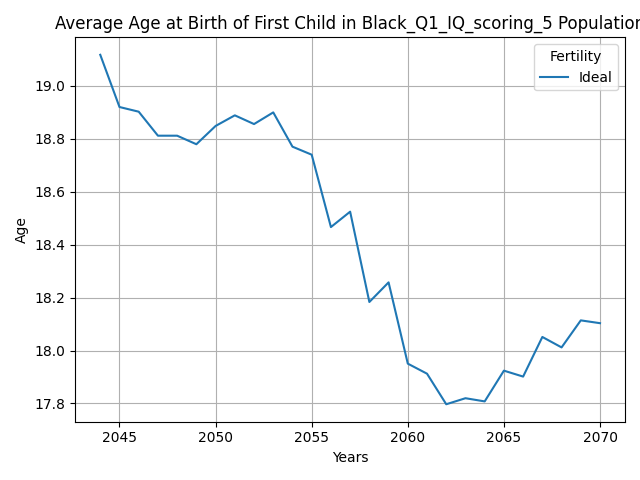 Average Age at Birth of First Child in Black_Q1_IQ_scoring_5 Population
Fertility
Ideal
Age
19.0
18.8
18.6
18.4
18.2
18.0
17.8
2045 2050 2055 2060 2065 2070
Years